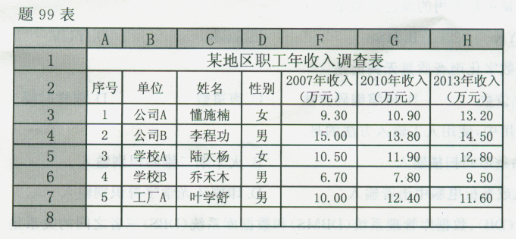 题99表
A B C D F G H
1 某地区职工年收入调查表
2 序号 单位 姓名 性别 2007年收入(万元) 2010年收入(万元) 2013年收入(万元)
3 1 公司A 懂施楠 女 9.30 10.90 13.20
4 2 公司B 李程功 男 15.00 13.80 14.50
5 3 学校A 陆大杨 女 10.50 11.90 12.80
6 4 学校B 乔禾木 男 6.70 7.80 9.50
7 5 工厂A 叶学舒 男 10.00 12.40 11.60
8